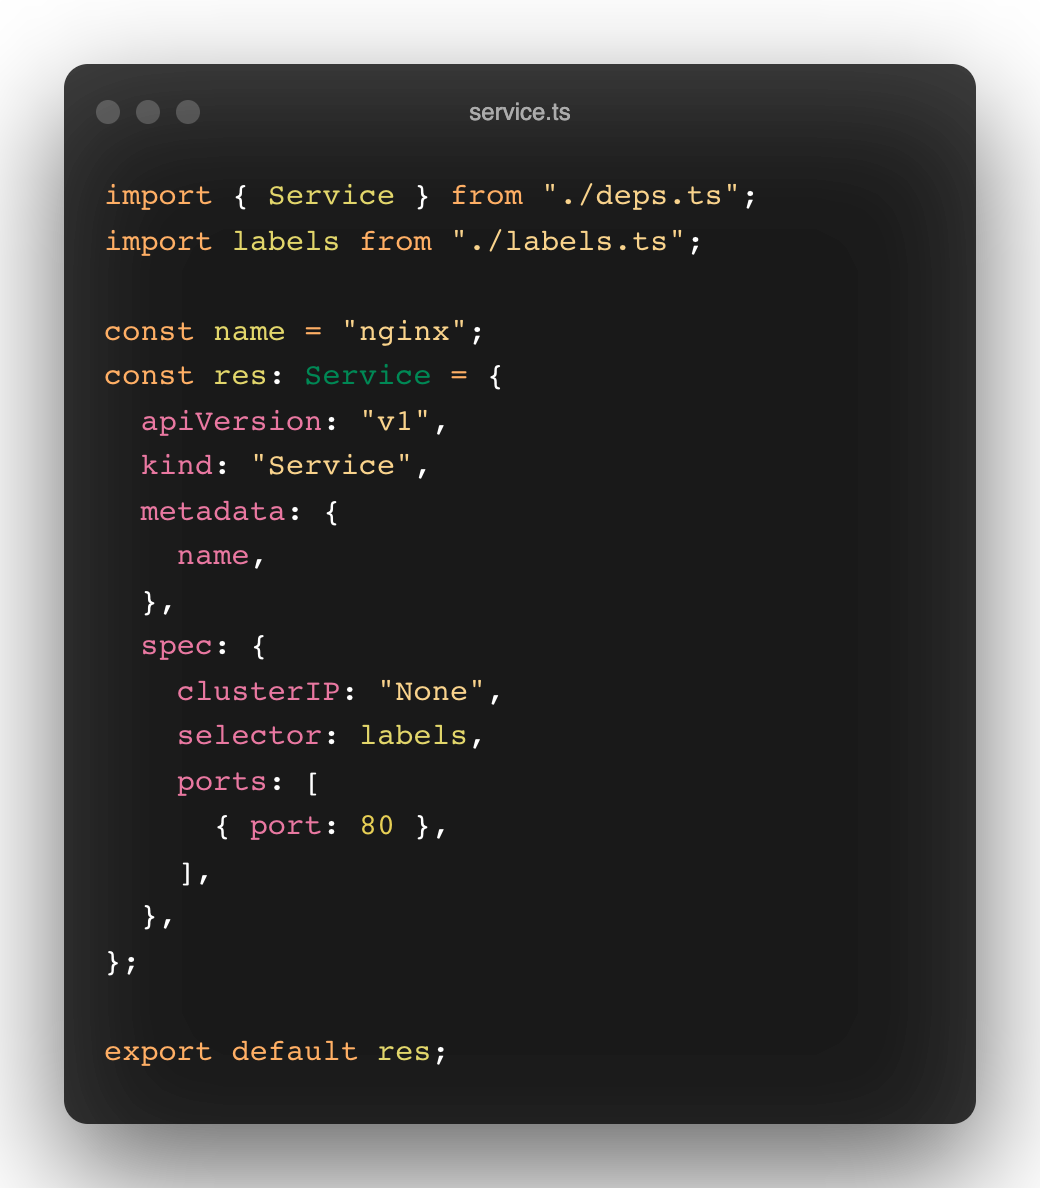 service.ts
import { Service } from "./deps.ts";
import labels from "./labels.ts";

const name = "nginx";
const res: Service = {
  apiVersion: "v1",
  kind: "Service",
  metadata: {
    name,
  },
  spec: {
    clusterIP: "None",
    selector: labels,
    ports: [
      { port: 80 },
    ],
  },
};

export default res;